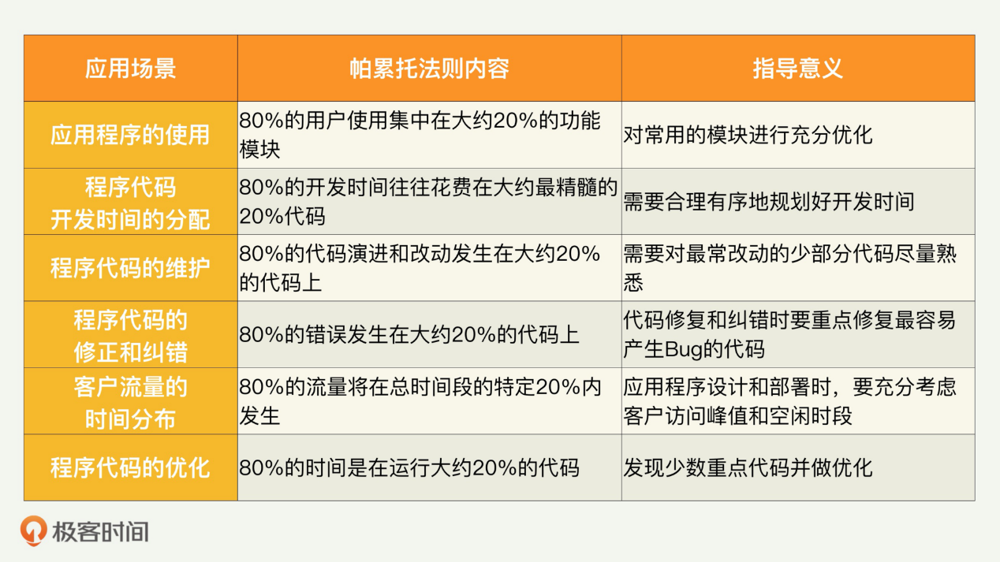 应用场景
帕累托法则内容
指导意义
应用程序的使用
80%的用户使用集中在大约20%的功能
模块
对常用的模块进行充分优化
程序代码
开发时间的分配
80%的开发时间往往花费在大约最精髓的
20%代码
需要合理有序地规划好开发时间
程序代码的维护
80%的代码演进和改动发生在大约20%
的代码上
需要对最常改动的少部分代码尽量熟
悉
程序代码的
修正和纠错
80%的错误发生在大约20%的代码上
代码修复和纠错时要重点修复最容易
产生Bug的代码
客户流量的
时间分布
80%的流量将在总时间段的特定20%内
发生
应用程序设计和部署时，要充分考虑
客户访问峰值和空闲时段
程序代码的优化
80%的时间是在运行大约20%的代码
发现少数重点代码并做优化
极客时间